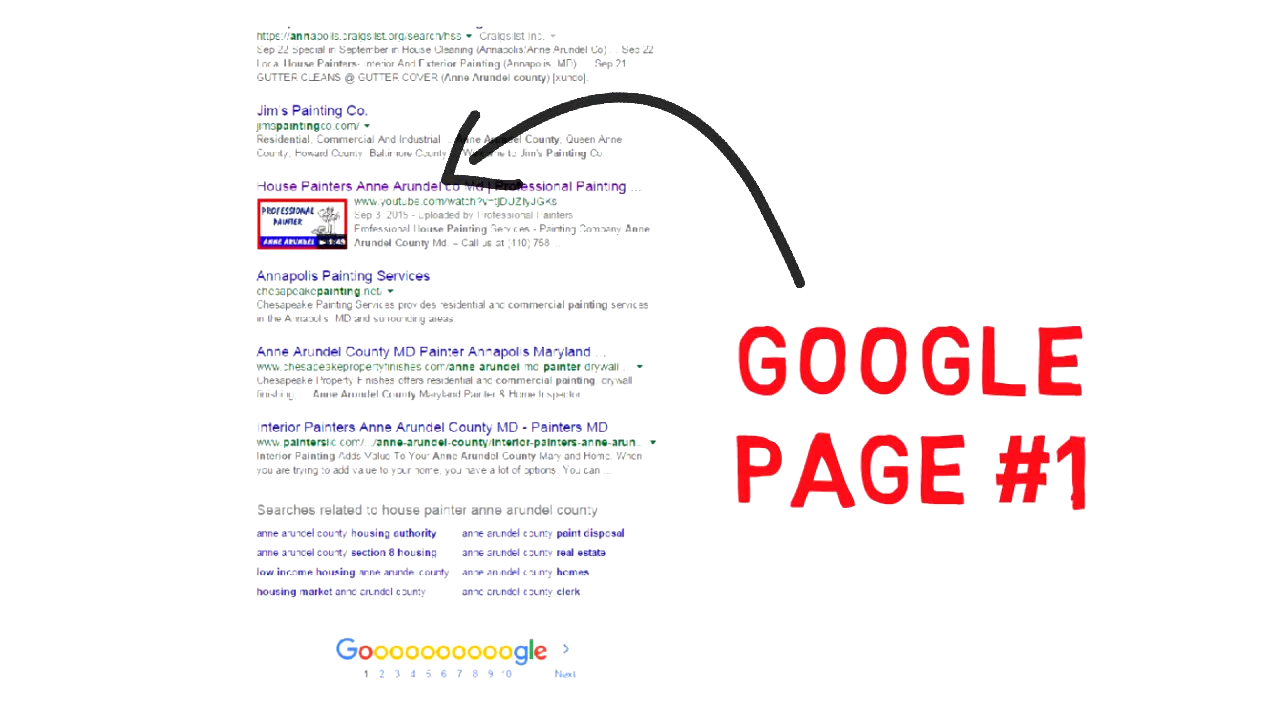 https://annapolis.craigslist.org/search/hss Craigslist Inc.
Sep 22 Special in September in House Cleaning (Annapolis/Anne Arundel Co) ... Sep 22
Local House Painters- Interior And Exterior Painting (Annapolis, MD) ... Sep 21
GUTTER CLEANS @ GUTTER COVER (Anne Arundel county) [xundo].
Jim's Painting Co.
jimspaintingco.com/
Residential, Commercial And Industrial ... Anne Arundel County, Queen Anne
County, Howard County, Baltimore County ... Welcome to Jim's Painting Co.
House Painters Anne Arundel co Md | Professional Painting ...
www.youtube.com/watch?v=
PROFESSIONAL
PAINTER
ANNE ARUNDEL 1:45
Sep 3, 2015 - Uploaded by Professional Painters
Professional House Painting Services - Painting Company Anne
Arundel County Md. – Call us at (410) 758 ...
Annapolis Painting Services
chesapeakepainting.net/
Chesapeake Painting Services provides residential and commercial painting services
in the Annapolis, MD and surrounding areas.
Anne Arundel County MD Painter Annapolis Maryland ...
www.chesapeakepropertyfinishes.com/anne-arundel-md-painter-drywall...
Chesapeake Property Finishes offers residential and commercial painting, drywall
finishing, ... Anne Arundel County Maryland Painter & Home Inspector
Interior Painters Anne Arundel County MD - Painters MD
www.painterslic.com/.../anne-arundel-county/interior-painters-anne-arun...
Interior Painting Adds Value To Your Anne Arundel County Maryland Home. When
you are trying to add value to your home, you have a lot of options. You can ...
Searches related to house painter anne arundel county
anne arundel county housing authority anne arundel county paint disposal
anne arundel county section 8 housing anne arundel county real estate
low income housing anne arundel county anne arundel county homes
housing market anne arundel county anne arundel county clerk
Goooooooooogle >
1 2 3 4 5 6 7 8 9 10 Next
GOOGLE
PAGE #1